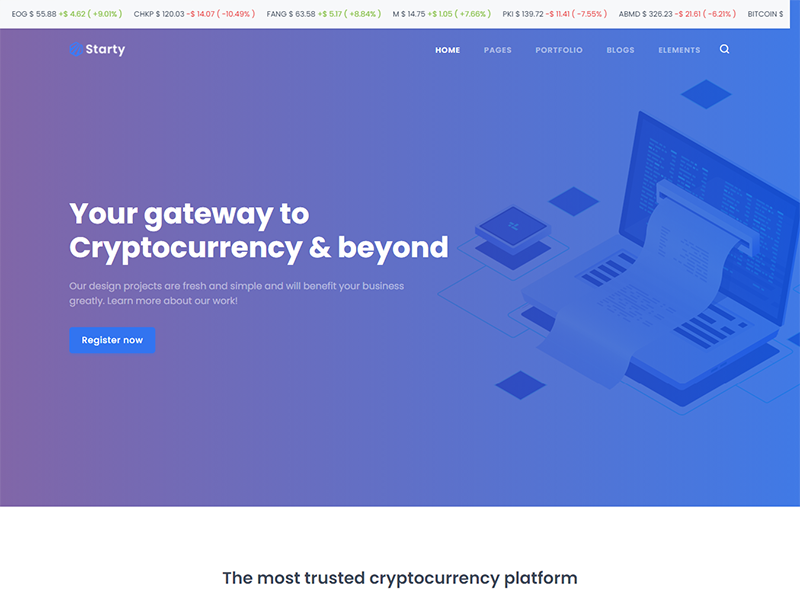 EOG $ 55.88 +$ 4.62 ( +9.01% ) CHKP $ 120.03 -$ 14.07 ( -10.49% ) FANG $ 63.58 +$ 5.17 ( +8.84% ) M $ 14.75 +$ 1.05 ( +7.66% ) PKI $ 139.72 -$ 11.41 ( -7.55% ) ABMD $ 326.23 -$ 21.61 ( -6.21% ) BITCOIN $
Starty HOME PAGES PORTFOLIO BLOGS ELEMENTS
Your gateway to
Cryptocurrency & beyond
Our design projects are fresh and simple and will benefit your business
greatly. Learn more about our work!
Register now
The most trusted cryptocurrency platform